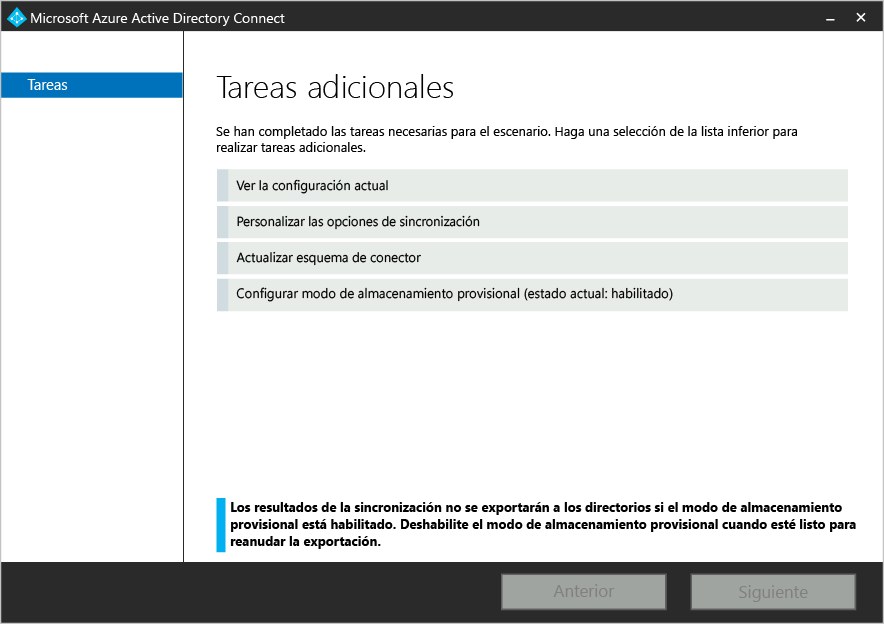 Microsoft Azure Active Directory Connect
Tareas
Tareas adicionales
Se han completado las tareas necesarias para el escenario. Haga una selección de la lista inferior para
realizar tareas adicionales.
Ver la configuración actual
Personalizar las opciones de sincronización
Actualizar esquema de conector
Configurar modo de almacenamiento provisional (estado actual: habilitado)
Los resultados de la sincronización no se exportarán a los directorios si el modo de almacenamiento
provisional está habilitado. Deshabilite el modo de almacenamiento provisional cuando esté listo para
reanudar la exportación.
Anterior
Siguiente